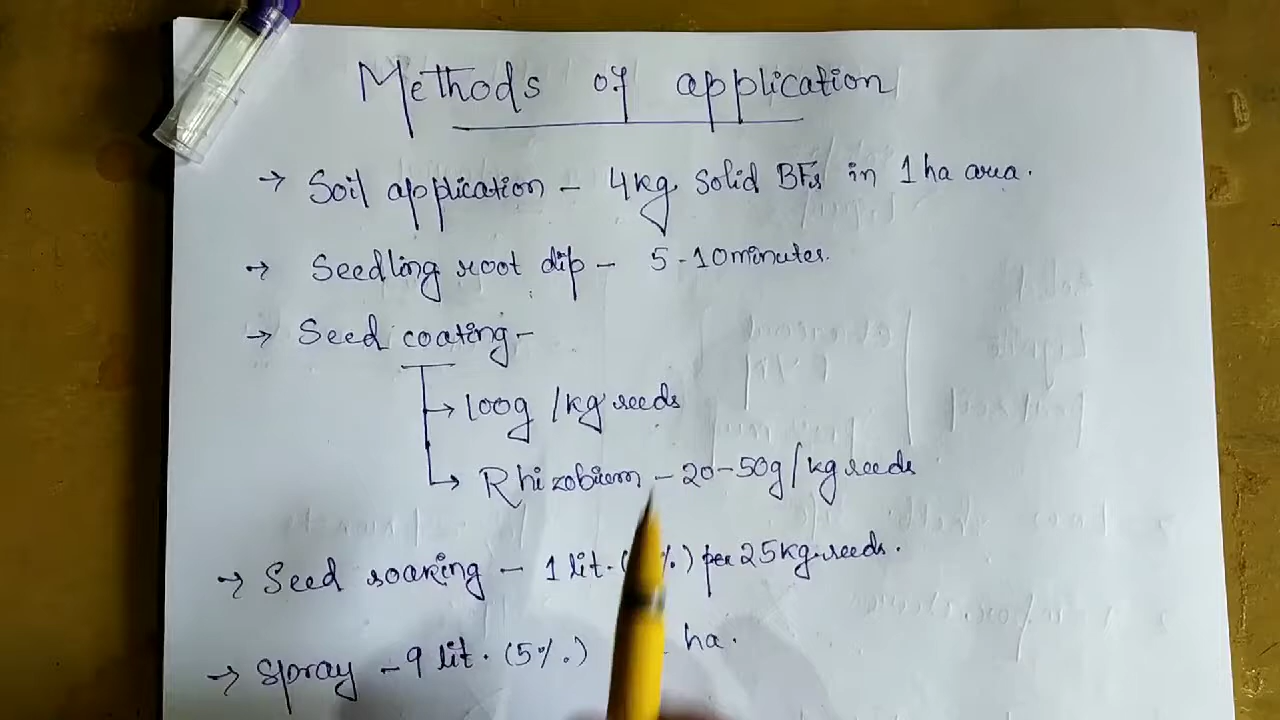 Methods of application
→ Soil application - 4kg solid BFs in 1 ha area.
→ Seedling root dip - 5-10 minutes.
→ Seed coating -
→ 100g /kg seeds
→ Rhizobium - 20-50g/kg seeds
→ Seed soaking - 1 lit. ( %) per 25kg seeds.
→ Spray - 9 lit. (5%) ha.